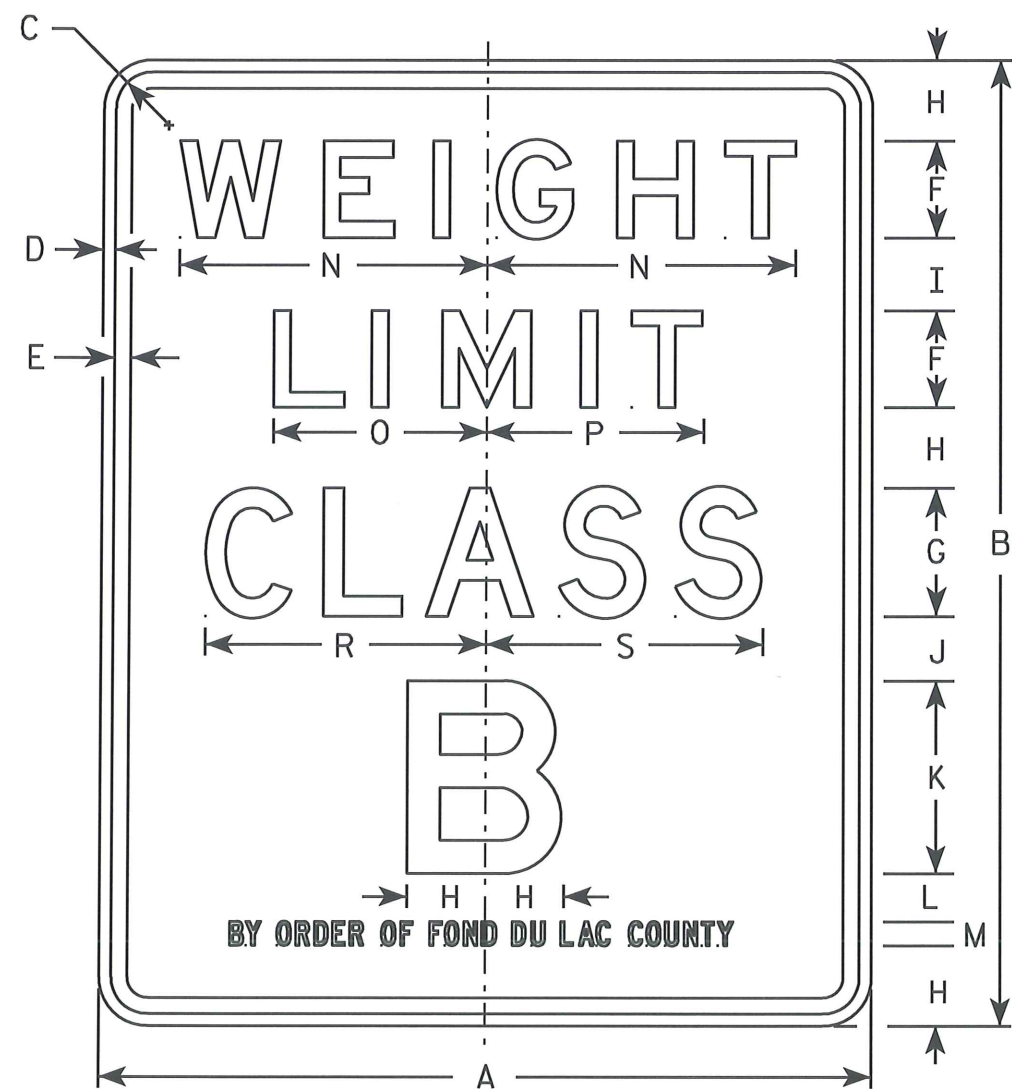 C
H
WEIGHT
F
D
N N
I
LIMIT
E
F
O P
H
CLASS
G
B
R S
J
B
K
H H
L
BY ORDER OF FOND DU LAC COUNTY
M
H
A